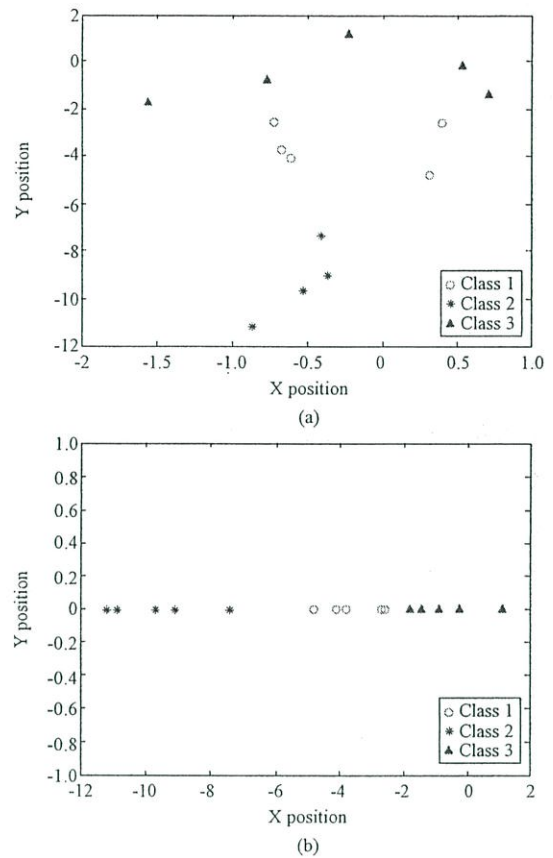 2
0
-2
-4
-6
-8
-10
-12
Y position
-2 -1.5 -1.0 -0.5 0 0.5 1.0
X position
Class 1
Class 2
Class 3
(a)
1.0
0.8
0.6
0.4
0.2
0
-0.2
-0.4
-0.6
-0.8
-1.0
Y position
-12 -10 -8 -6 -4 -2 0 2
X position
Class 1
Class 2
Class 3
(b)